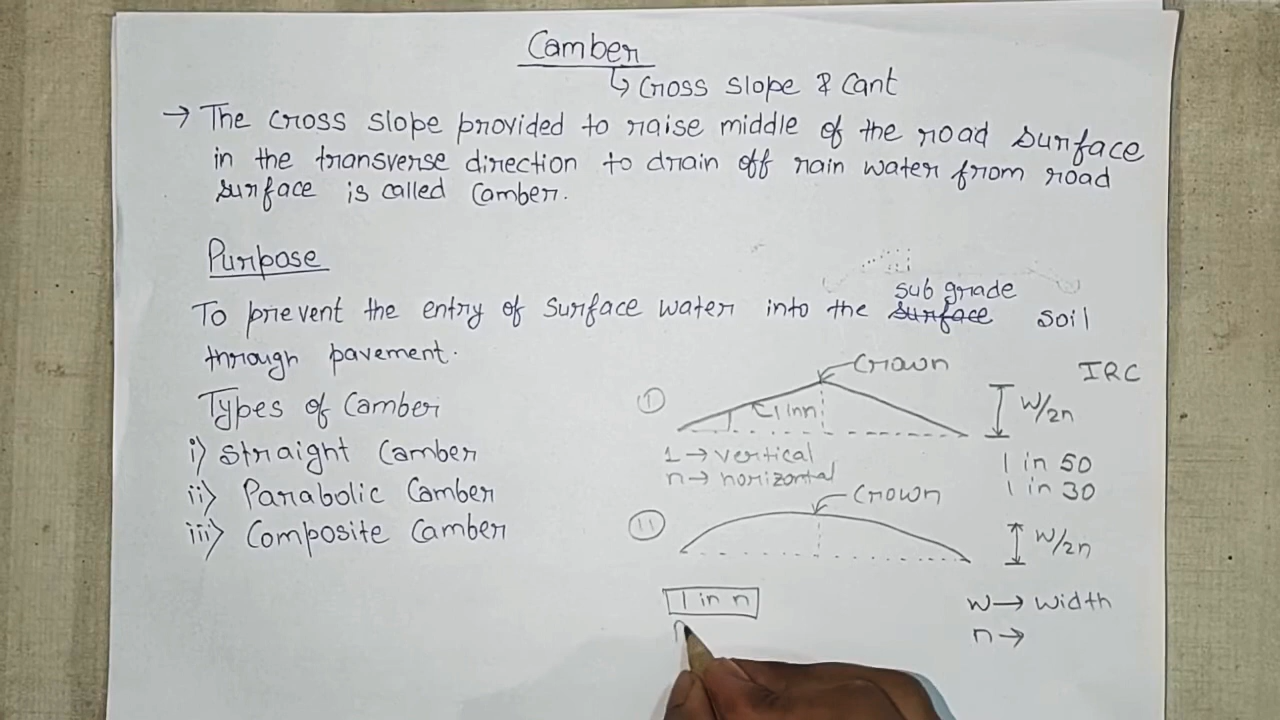 Camber
↳ Cross slope & Cant
→ The cross slope provided to raise middle of the road surface
in the transverse direction to drain off rain water from road
surface is called Camber.
Purpose
sub grade
To prevent the entry of surface water into the surface soil
through pavement.
Types of Camber
i) straight Camber
ii) Parabolic Camber
iii) Composite Camber
Crown
IRC
I
1 in n
W/2n
1 → vertical
n → horizontal
1 in 50
1 in 30
Crown
II
W/2n
1 in n
W → width
n →